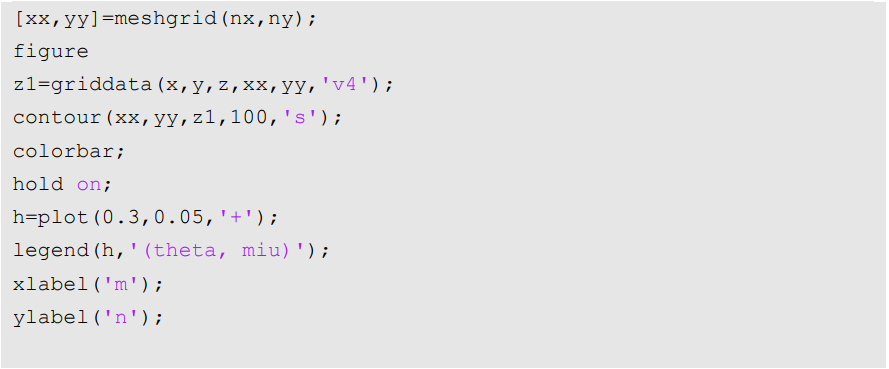 [xx,yy]=meshgrid(nx,ny);
figure
z1=griddata(x,y,z,xx,yy,'v4');
contour(xx,yy,z1,100,'s');
colorbar;
hold on;
h=plot(0.3,0.05,'+');
legend(h,'(theta, miu)');
xlabel('m');
ylabel('n');